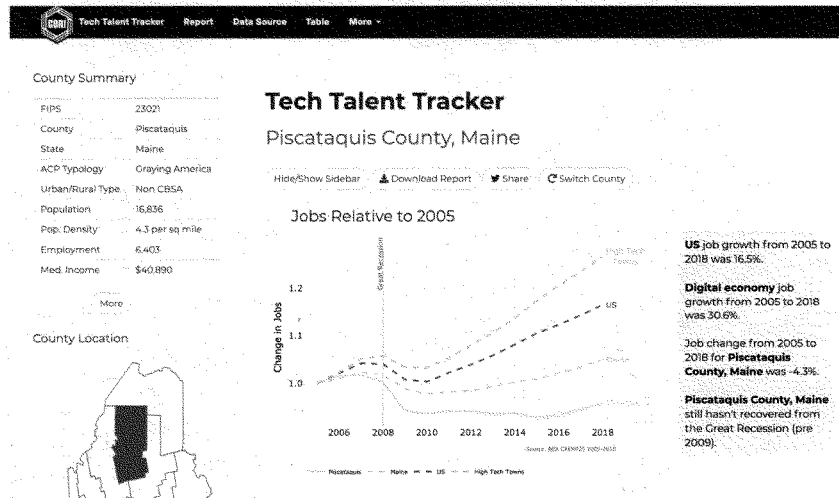 CORI Tech Talent Tracker Report Data Source Table More
County Summary
FIPS 23021
County Piscataquis
State Maine
ACP Typology Graying America
Urban/Rural Type Non CBSA
Population 16,836
Pop. Density 4.3 per sq mile
Employment 6,403
Med. Income $40,890
More
County Location
Tech Talent Tracker
Piscataquis County, Maine
Hide/Show Sidebar Download Report Share Switch County
Jobs Relative to 2005
Great Recession
High Tech
Towns
US
Maine
Change in Jobs
1.2
1.1
1.0
2006 2008 2010 2012 2014 2016 2018
Piscataquis Maine US High Tech Towns
US job growth from 2005 to
2018 was 16.5%.
Digital economy job
growth from 2005 to 2018
was 30.6%.
Job change from 2005 to
2018 for Piscataquis
County, Maine was -4.3%.
Piscataquis County, Maine
still hasn't recovered from
the Great Recession (pre
2009).